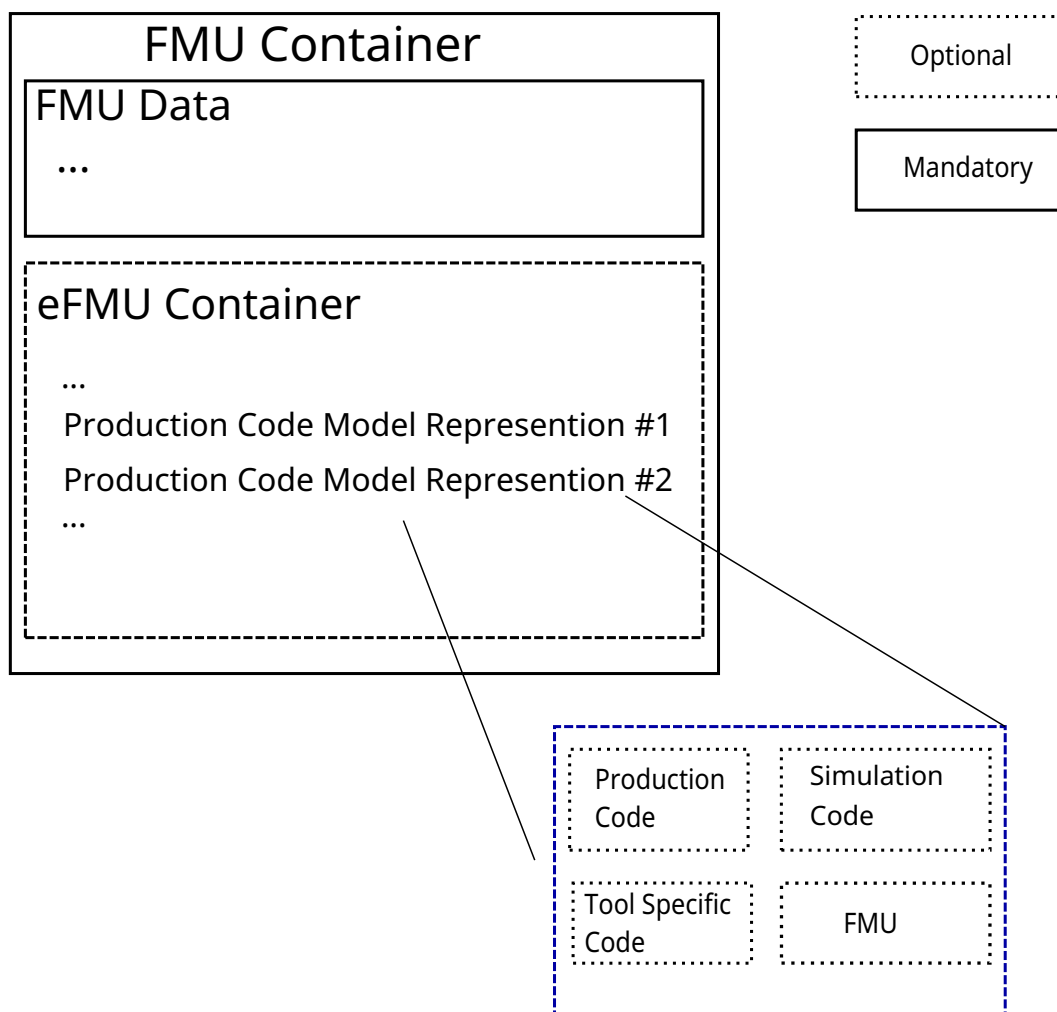 FMU Container
FMU Data
...
eFMU Container
...
Production Code Model Represention #1
Production Code Model Represention #2
...
Optional
Mandatory
Production
Code
Simulation
Code
Tool Specific
Code
FMU